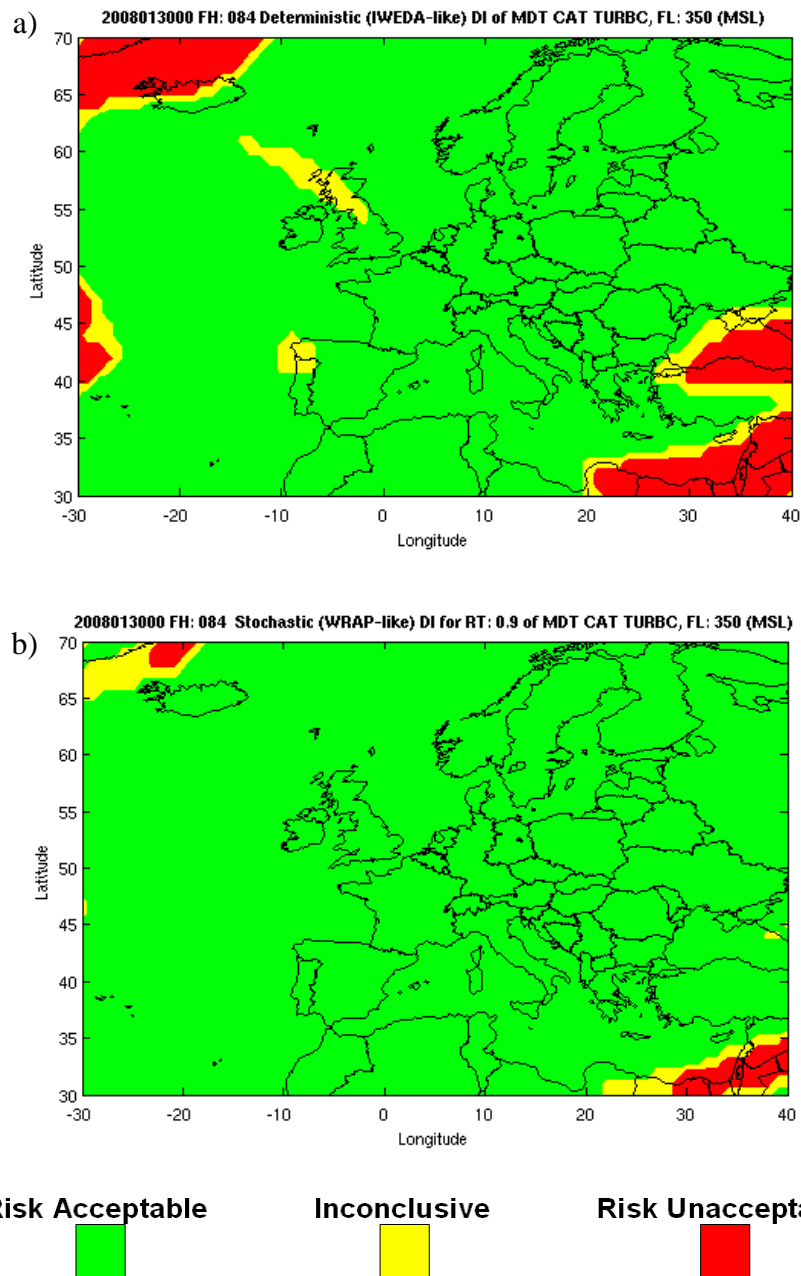 a)
2008013000 FH: 084 Deterministic (IWEDA-like) DI of MDT CAT TURBC, FL: 350 (MSL)
70
65
60
55
50
45
40
35
30
Latitude
-30 -20 -10 0 10 20 30 40
Longitude
b)
2008013000 FH: 084 Stochastic (WRAP-like) DI for RT: 0.9 of MDT CAT TURBC, FL: 350 (MSL)
70
65
60
55
50
45
40
35
30
Latitude
-30 -20 -10 0 10 20 30 40
Longitude
isk Acceptable Inconclusive Risk Unaccepta